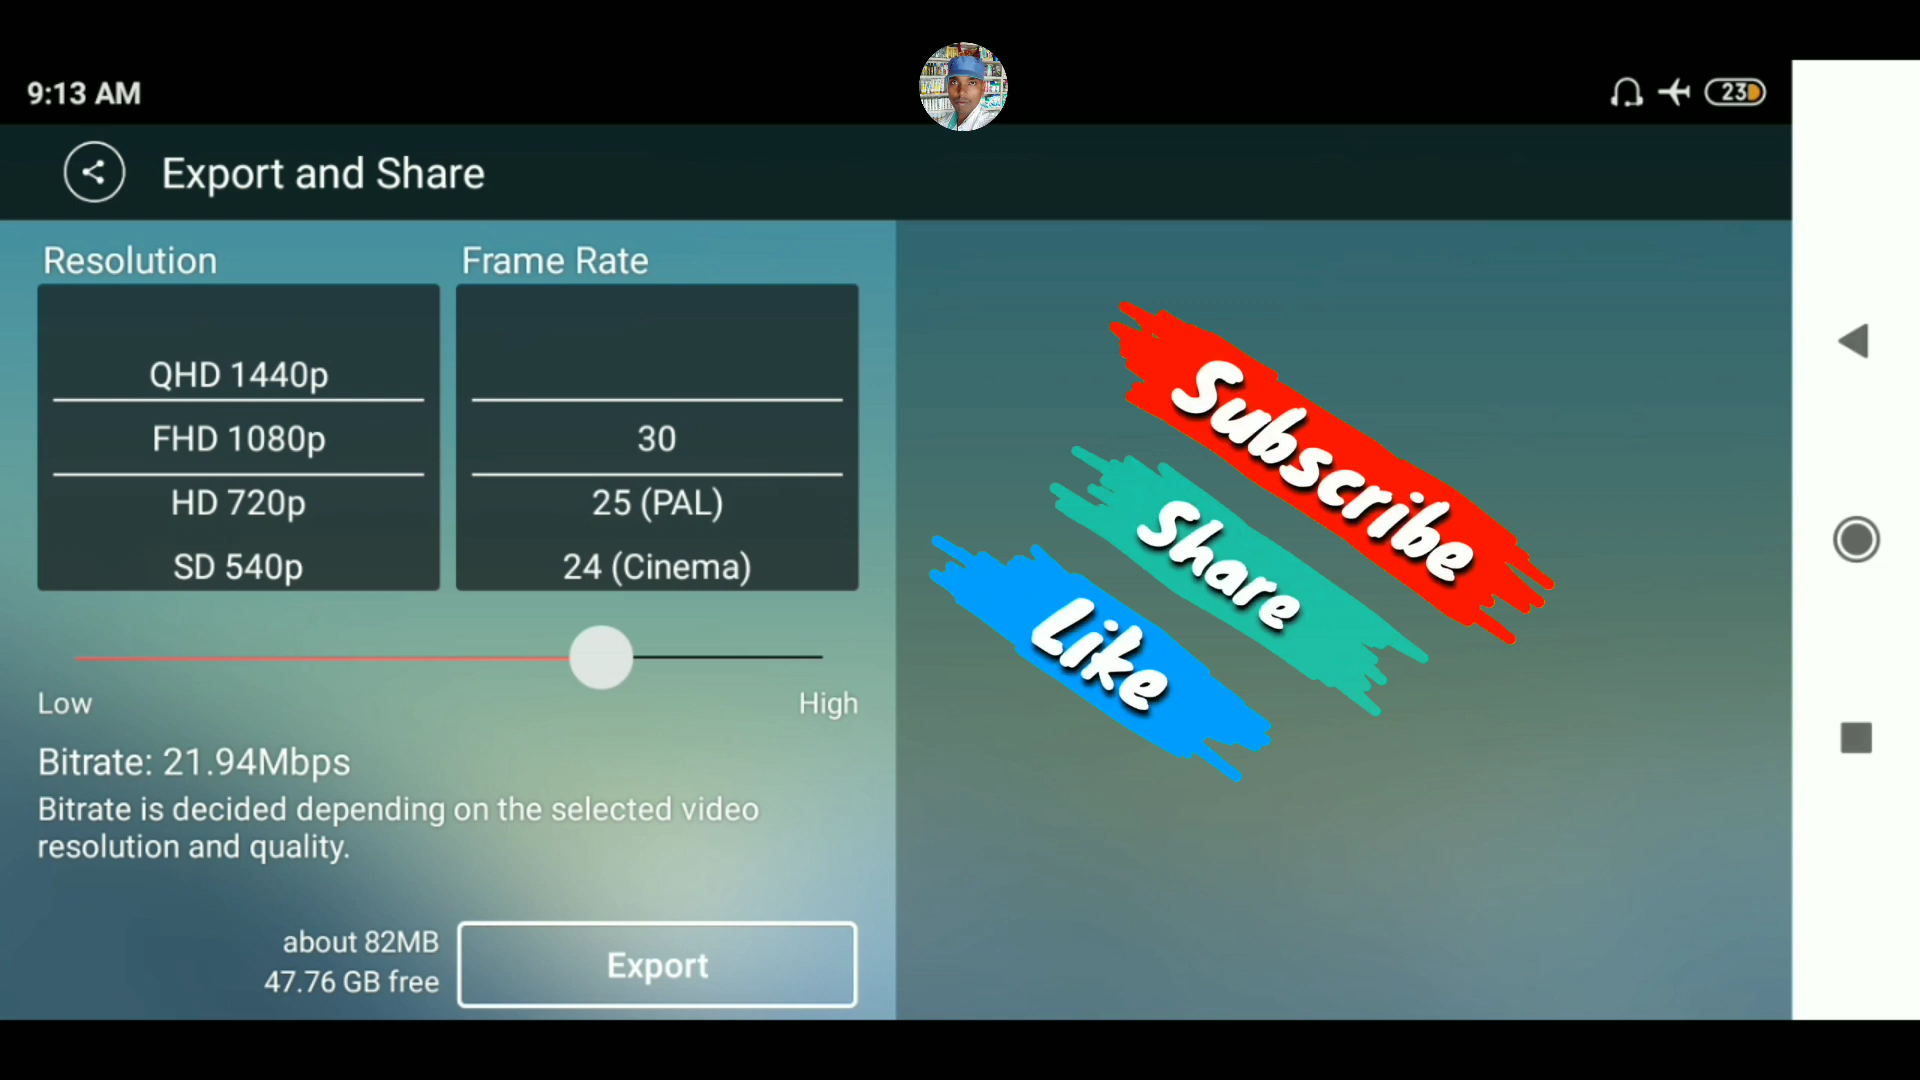 9:13 AM
23
Export and Share
Resolution
Frame Rate
QHD 1440p
FHD 1080p
HD 720p
SD 540p
30
25 (PAL)
24 (Cinema)
Low
High
Bitrate: 21.94Mbps
Bitrate is decided depending on the selected video
resolution and quality.
about 82MB
47.76 GB free
Export
Subscribe
Share
Like